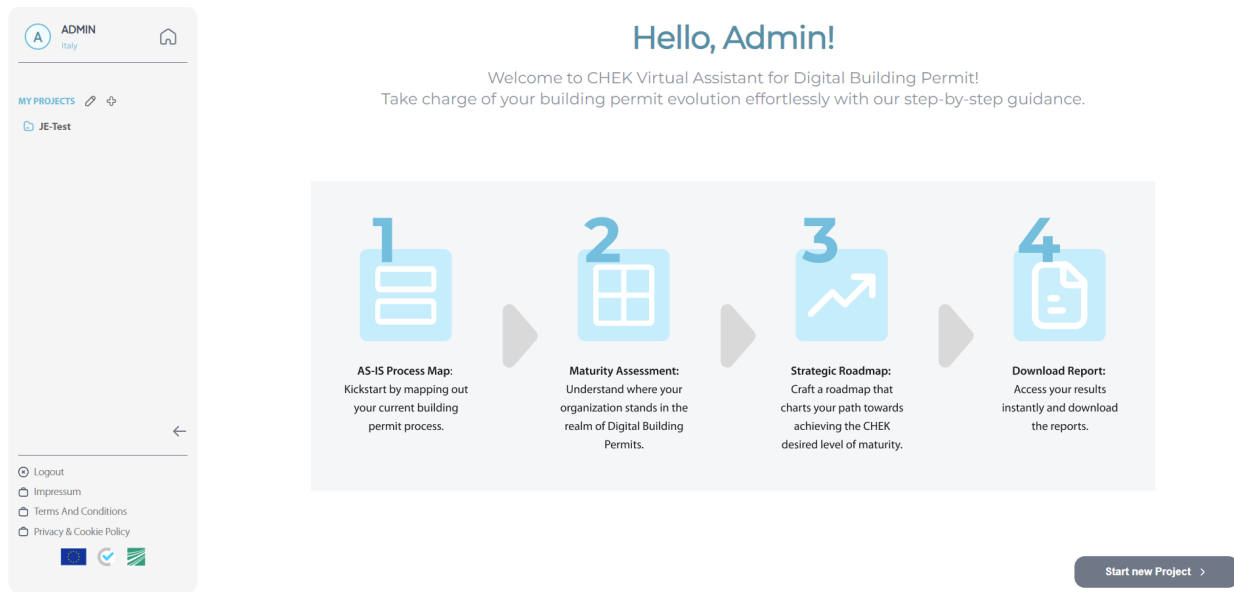 A
ADMIN
Italy
MY PROJECTS
JE-Test
Logout
Impressum
Terms And Conditions
Privacy & Cookie Policy
Hello, Admin!
Welcome to CHEK Virtual Assistant for Digital Building Permit!
Take charge of your building permit evolution effortlessly with our step-by-step guidance.
1
AS-IS Process Map:
Kickstart by mapping out
your current building
permit process.
2
Maturity Assessment:
Understand where your
organization stands in the
realm of Digital Building
Permits.
3
Strategic Roadmap:
Craft a roadmap that
charts your path towards
achieving the CHEK
desired level of maturity.
4
Download Report:
Access your results
instantly and download
the reports.
Start new Project >